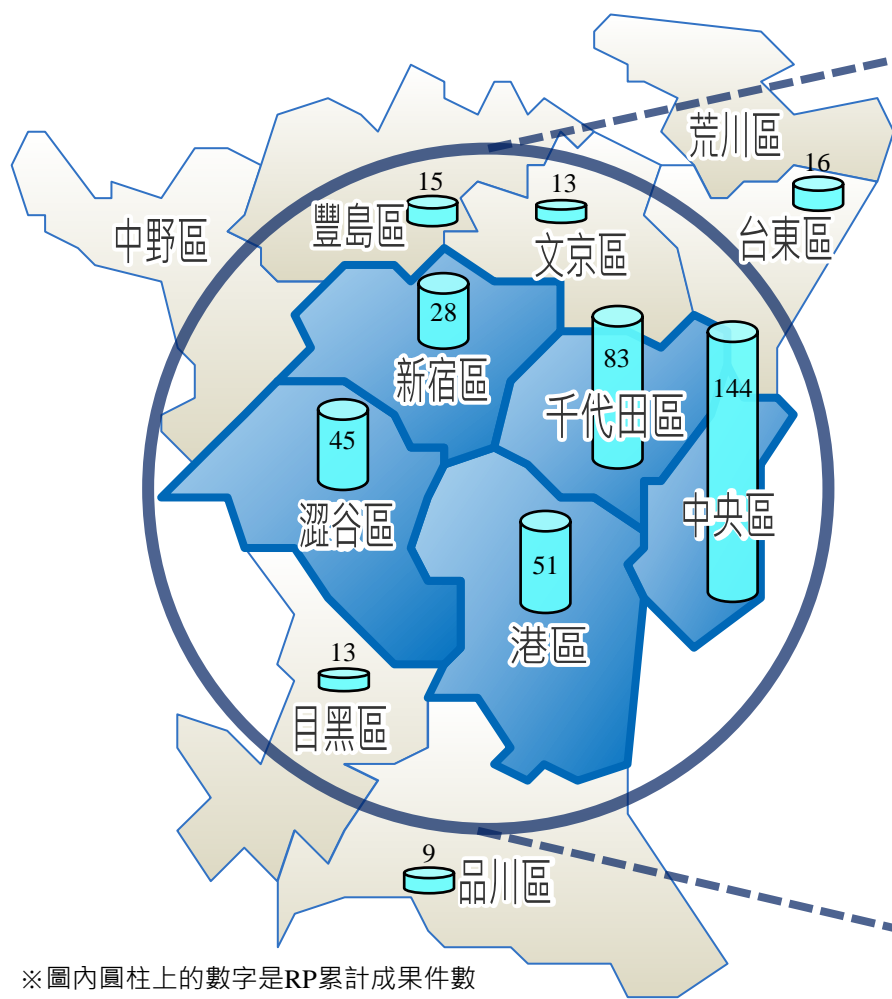 荒川區
16
15
13
豐島區
中野區
文京區
台東區
28
新宿區
83
千代田區
144
45
澀谷區
中央區
51
港區
13
目黑區
9
品川區
※圖內圓柱上的數字是RP累計成果件數